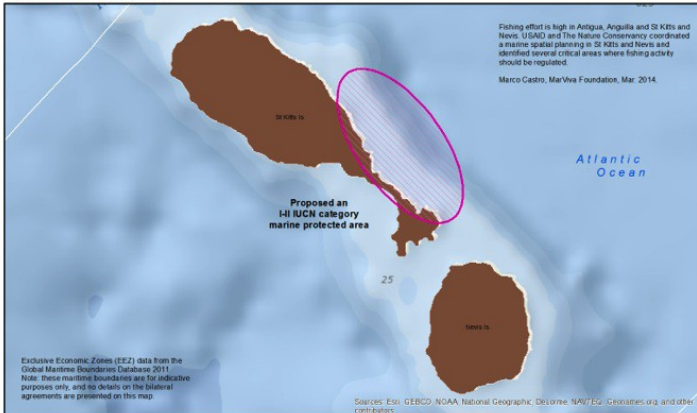 Fishing effort is high in Antigua, Anguilla and St Kitts and
Nevis. USAID and The Nature Conservancy coordinated
a marine spatial planning in St Kitts and Nevis and
identified several critical areas where fishing activity
should be regulated.
Marco Castro, MarViva Foundation, Mar. 2014.
St Kitts Is.
Atlantic
Ocean
Proposed an
I-II IUCN category
marine protected area
25
Nevis Is.
Exclusive Economic Zones (EEZ) data from the
Global Maritime Boundaries Database 2011.
Note: these maritime boundaries are for indicative
purposes only, and no details on the bilateral
agreements are presented on this map.
Sources: Esri, GEBCO, NOAA, National Geographic, DeLorme, NAVTEQ, Geonames.org, and other
contributors